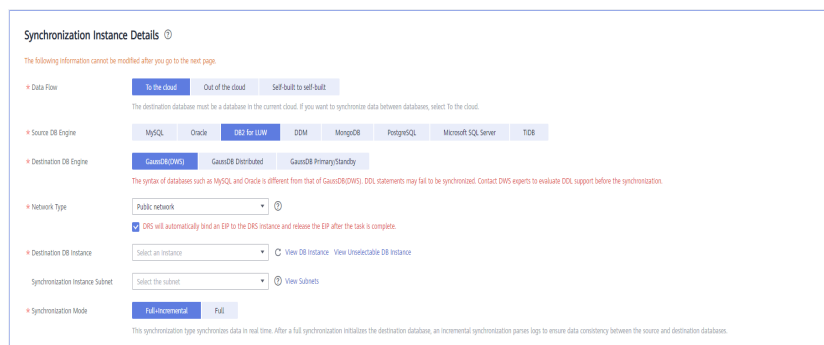 Synchronization Instance Details
The following information cannot be modified after you go to the next page.
* Data Flow To the cloud Out of the cloud Self-built to self-built
The destination database must be a database in the current cloud. If you want to synchronize data between databases, select To the cloud.
* Source DB Engine MySQL Oracle DB2 for LUW DDM MongoDB PostgreSQL Microsoft SQL Server TiDB
* Destination DB Engine GaussDB(DWS) GaussDB Distributed GaussDB Primary/Standby
The syntax of databases such as MySQL and Oracle is different from that of GaussDB(DWS). DDL statements may fail to be synchronized. Contact DWS experts to evaluate DDL support before the synchronization.
* Network Type Public network
DRS will automatically bind an EIP to the DRS instance and release the EIP after the task is complete.
* Destination DB Instance Select an instance View DB Instance View Unselectable DB Instance
Synchronization Instance Subnet Select the subnet View Subnets
* Synchronization Mode Full+Incremental Full
This synchronization type synchronizes data in real time. After a full synchronization initializes the destination database, an incremental synchronization parses logs to ensure data consistency between the source and destination databases.